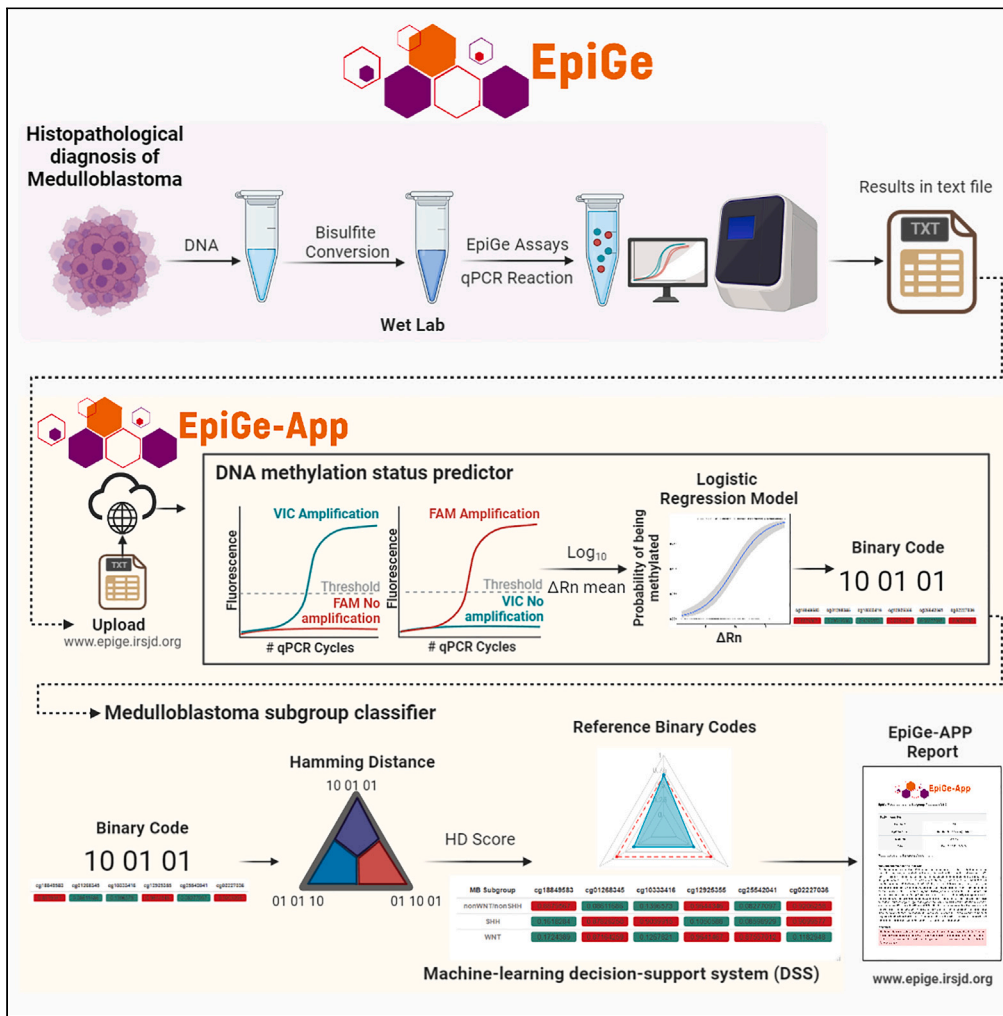 EpiGe
Histopathological
diagnosis of
Medulloblastoma
DNA
Bisulfite
Conversion
EpiGe Assays
qPCR Reaction
Wet Lab
Results in text file
TXT
EpiGe-App
TXT
Upload
www.epige.irsjd.org
DNA methylation status predictor
Fluorescence
VIC Amplification
Threshold
FAM No
amplification
# qPCR Cycles
Fluorescence
FAM Amplification
Threshold
VIC No
amplification
# qPCR Cycles
Log10
ΔRn mean
Logistic
Regression Model
Probability of being
methylated
ΔRn
Binary Code
10 01 01
Medulloblastoma subgroup classifier
Binary Code
10 01 01
cg18849583 cg01268345 cg10333416 cg12925355 cg25542041 cg02227036
Hamming Distance
10 01 01
01 01 10
01 10 01
HD Score
Reference Binary Codes
MB Subgroup cg18849583 cg01268345 cg10333416 cg12925355 cg25542041 cg02227036
nonWNT/nonSHH
SHH
WNT
Machine-learning decision-support system (DSS)
EpiGe-APP
Report
EpiGe-App
www.epige.irsjd.org